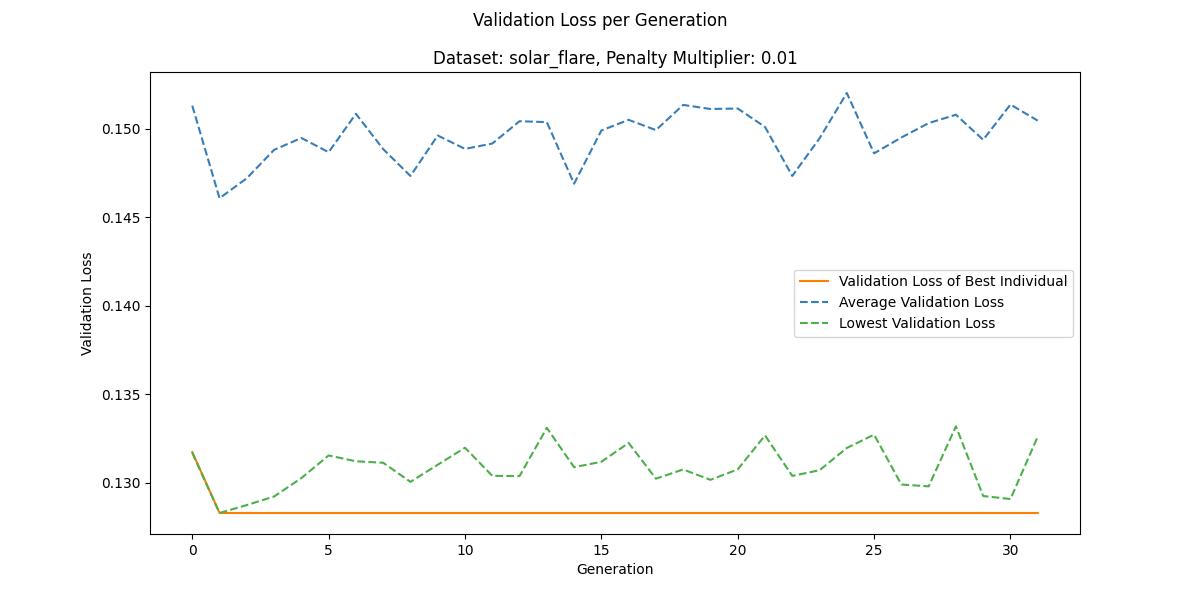 Validation Loss per Generation
Dataset: solar_flare, Penalty Multiplier: 0.01
0.150
0.145
0.140
0.135
0.130
Validation Loss
Validation Loss of Best Individual
Average Validation Loss
Lowest Validation Loss
0 5 10 15 20 25 30
Generation